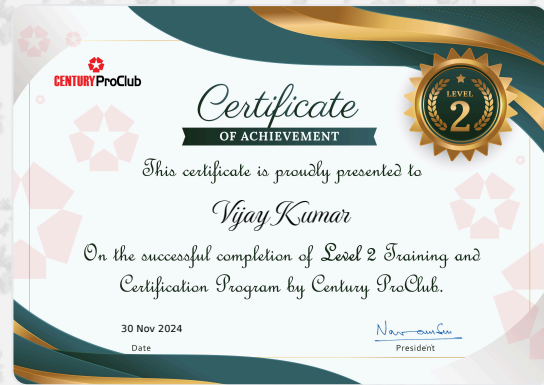 CENTURY ProClub
Certificate
OF ACHIEVEMENT
LEVEL
2
This certificate is proudly presented to
Vijay Kumar
On the successful completion of Level 2 Training and
Certification Program by Century ProClub.
30 Nov 2024
Date
President